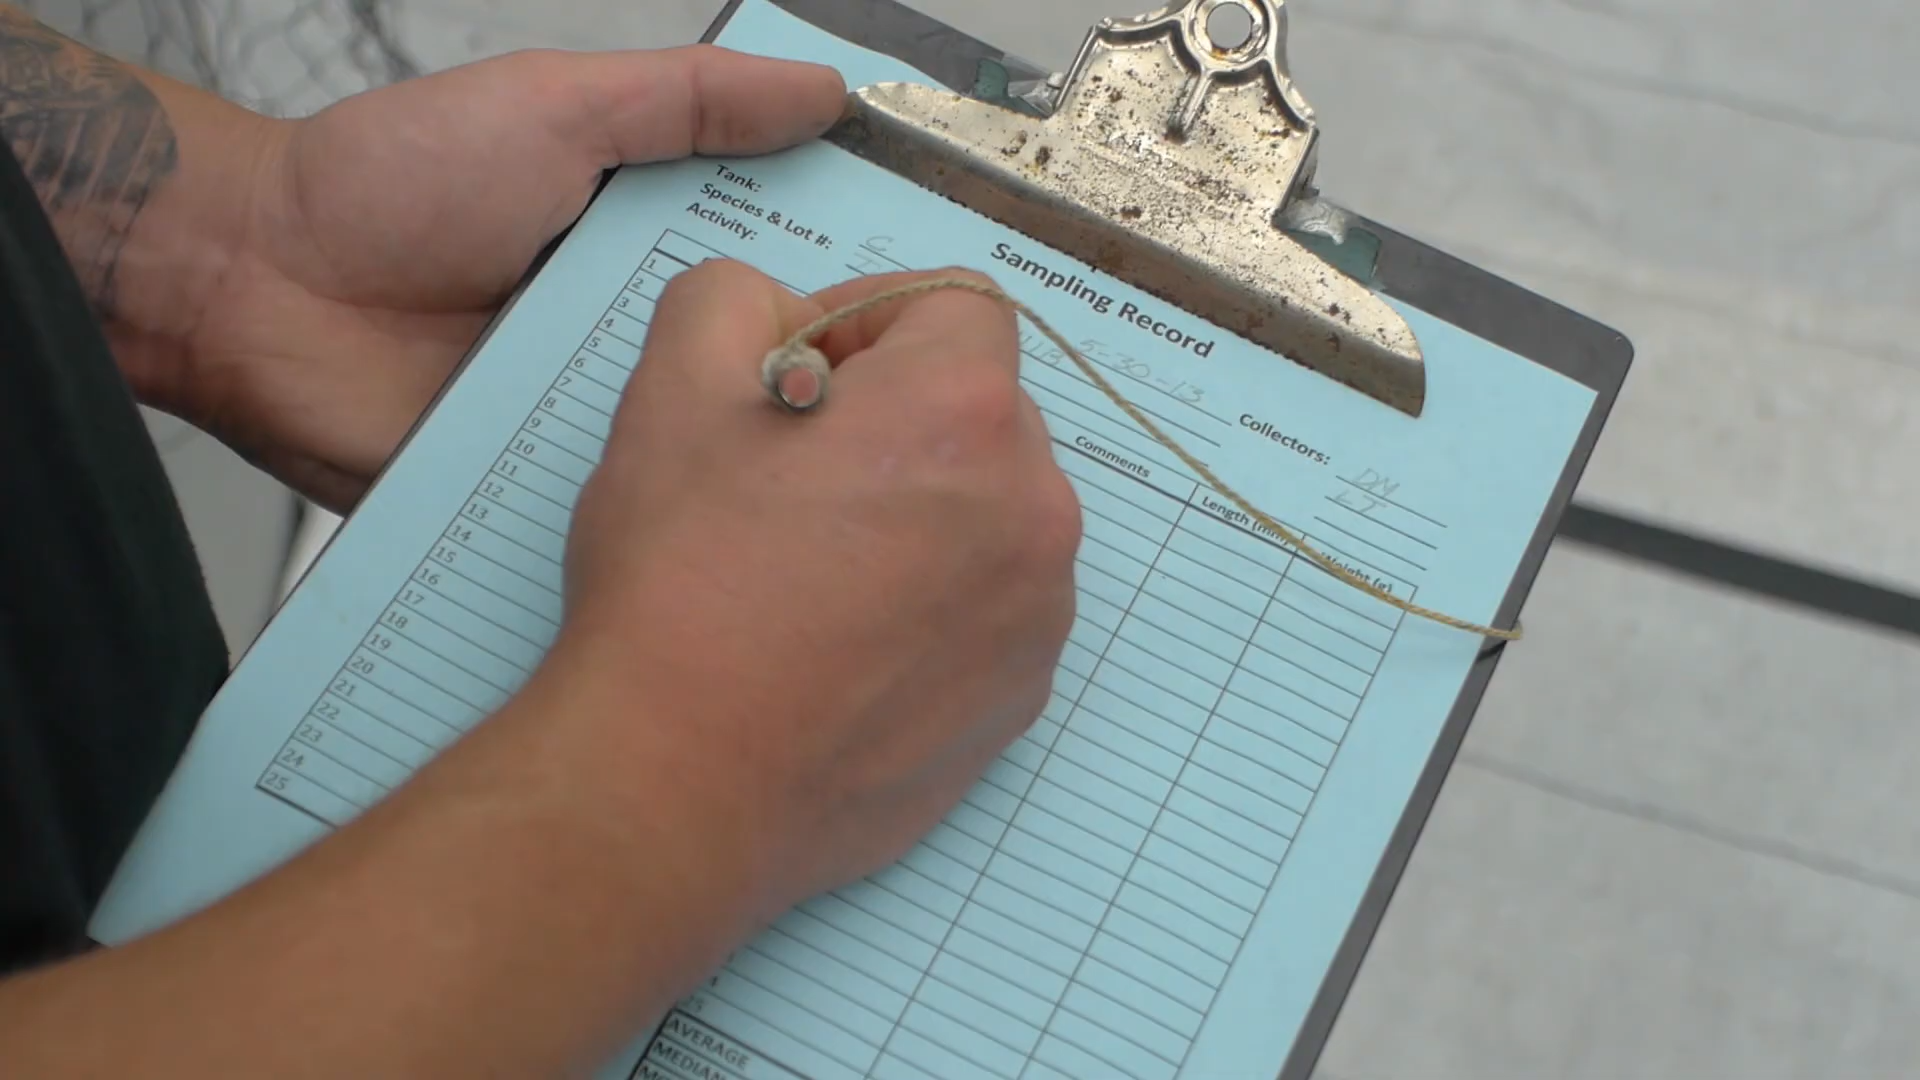 Sampling Record
Tank: C
Species & Lot #:
Activity:
5-30-13
Collectors: DM
LT
Comments
Length (mm)
Weight (g)
1
2
3
4
5
6
7
8
9
10
11
12
13
14
15
16
17
18
19
20
21
22
23
24
25
25
AVERAGE
MEDIAN